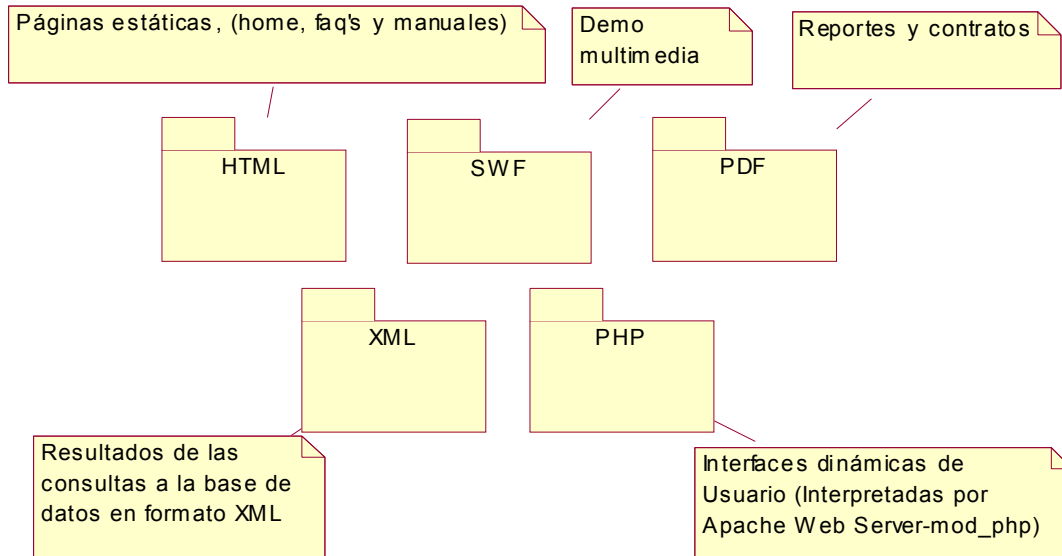 Páginas estáticas, (home, faq's y manuales)
Demo
multimedia
Reportes y contratos
HTML
SWF
PDF
XML
PHP
Resultados de las
consultas a la base de
datos en formato XML
Interfaces dinámicas de
Usuario (Interpretadas por
Apache Web Server-mod_php)